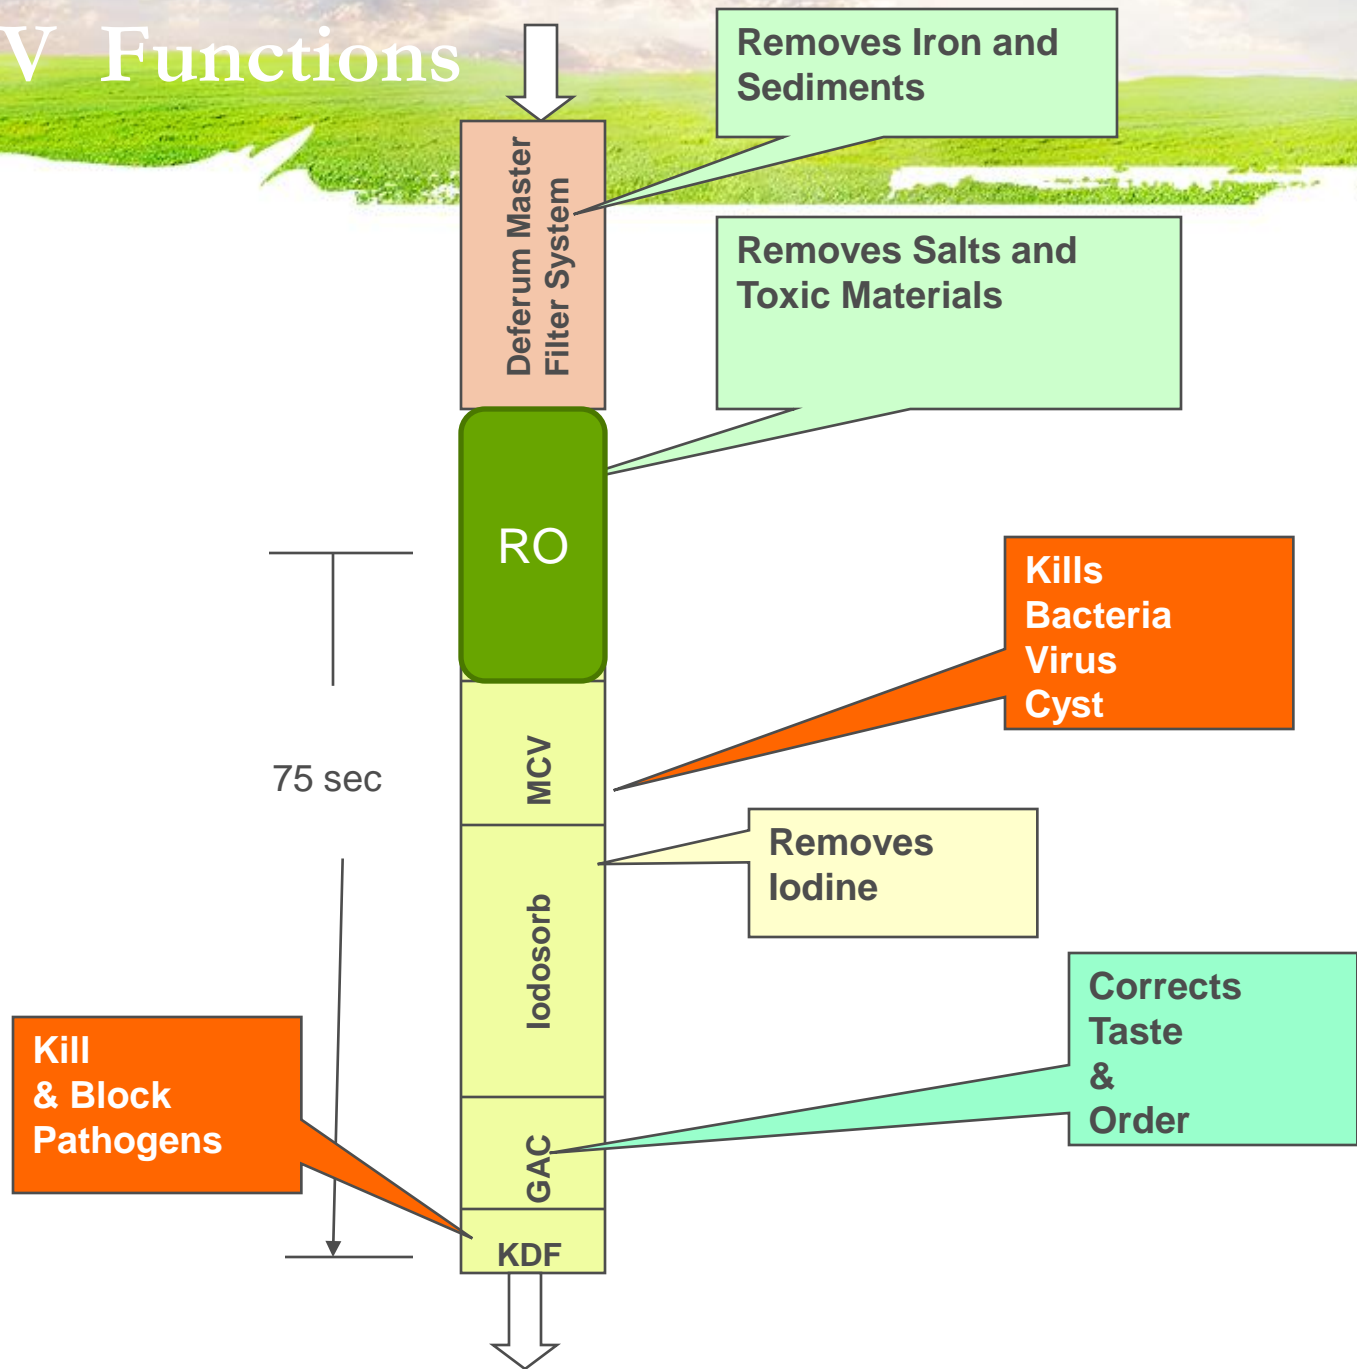 V Functions
Removes Iron and
Sediments
Deferum Master
Filter System
Removes Salts and
Toxic Materials
RO
Kills
Bacteria
Virus
Cyst
75 sec
MCV
Removes
Iodine
Iodosorb
Corrects
Taste
&
Order
Kill
& Block
Pathogens
GAC
KDF